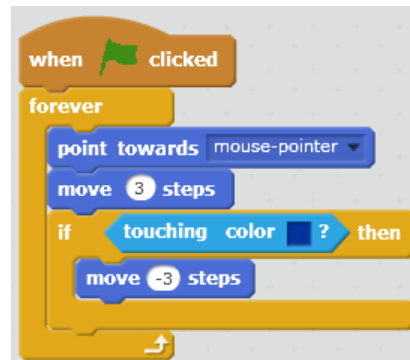 when clicked
forever
point towards mouse-pointer
move 3 steps
if touching color ? then
move -3 steps